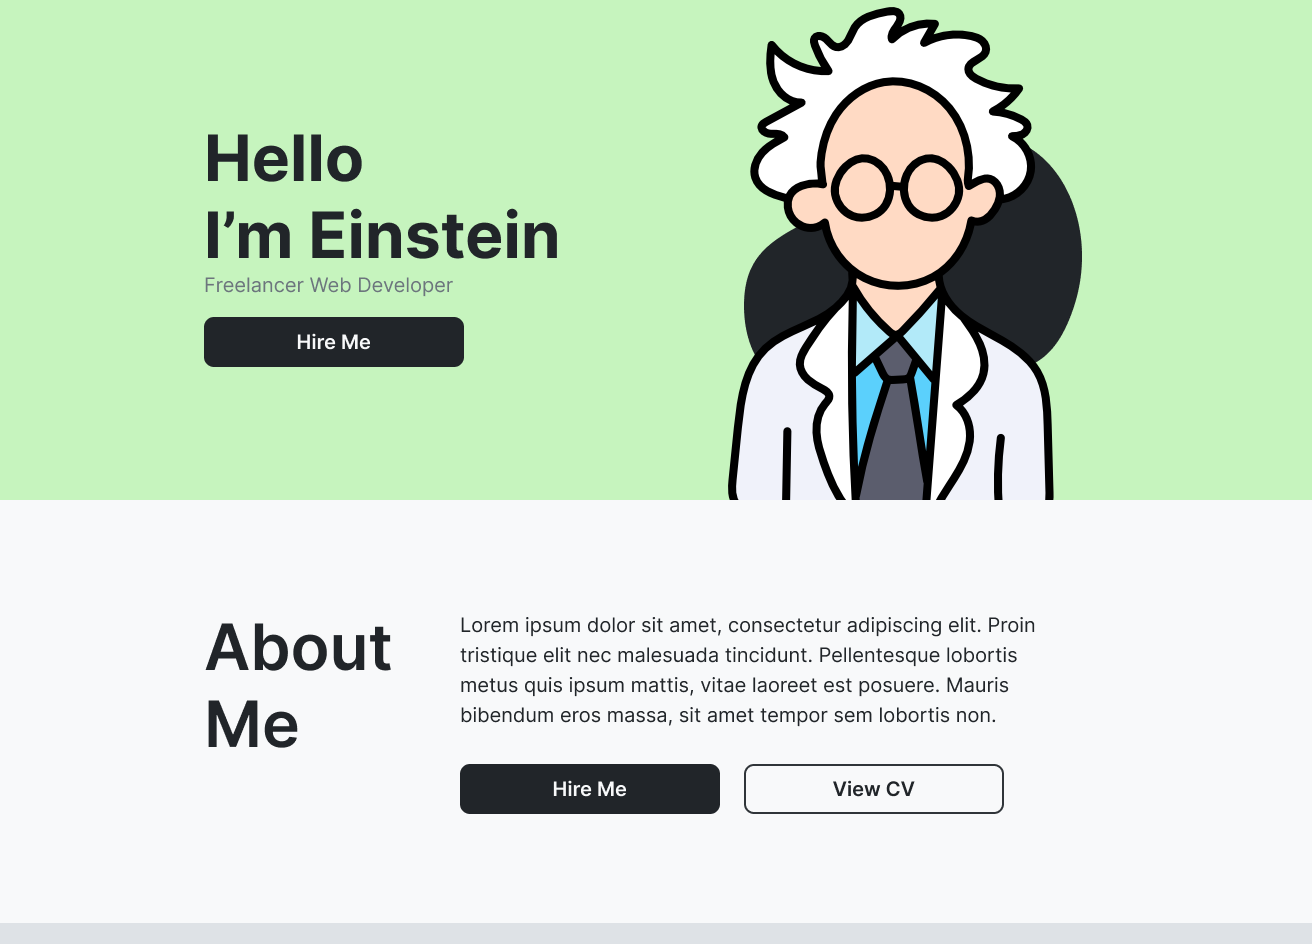 Hello
I’m Einstein
Freelancer Web Developer
Hire Me
About
Me
Lorem ipsum dolor sit amet, consectetur adipiscing elit. Proin
tristique elit nec malesuada tincidunt. Pellentesque lobortis
metus quis ipsum mattis, vitae laoreet est posuere. Mauris
bibendum eros massa, sit amet tempor sem lobortis non.
Hire Me
View CV